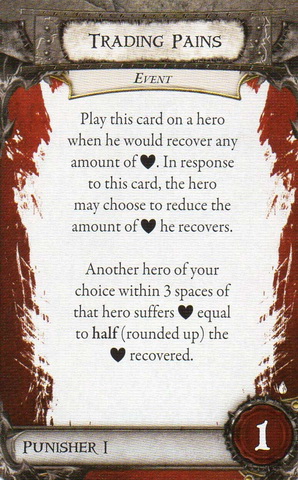 Trading Pains
Event
Play this card on a hero
when he would recover any
amount of ♥. In response
to this card, the hero
may choose to reduce the
amount of ♥ he recovers.
Another hero of your
choice within 3 spaces of
that hero suffers ♥ equal
to half (rounded up) the
♥ recovered.
Punisher I
1